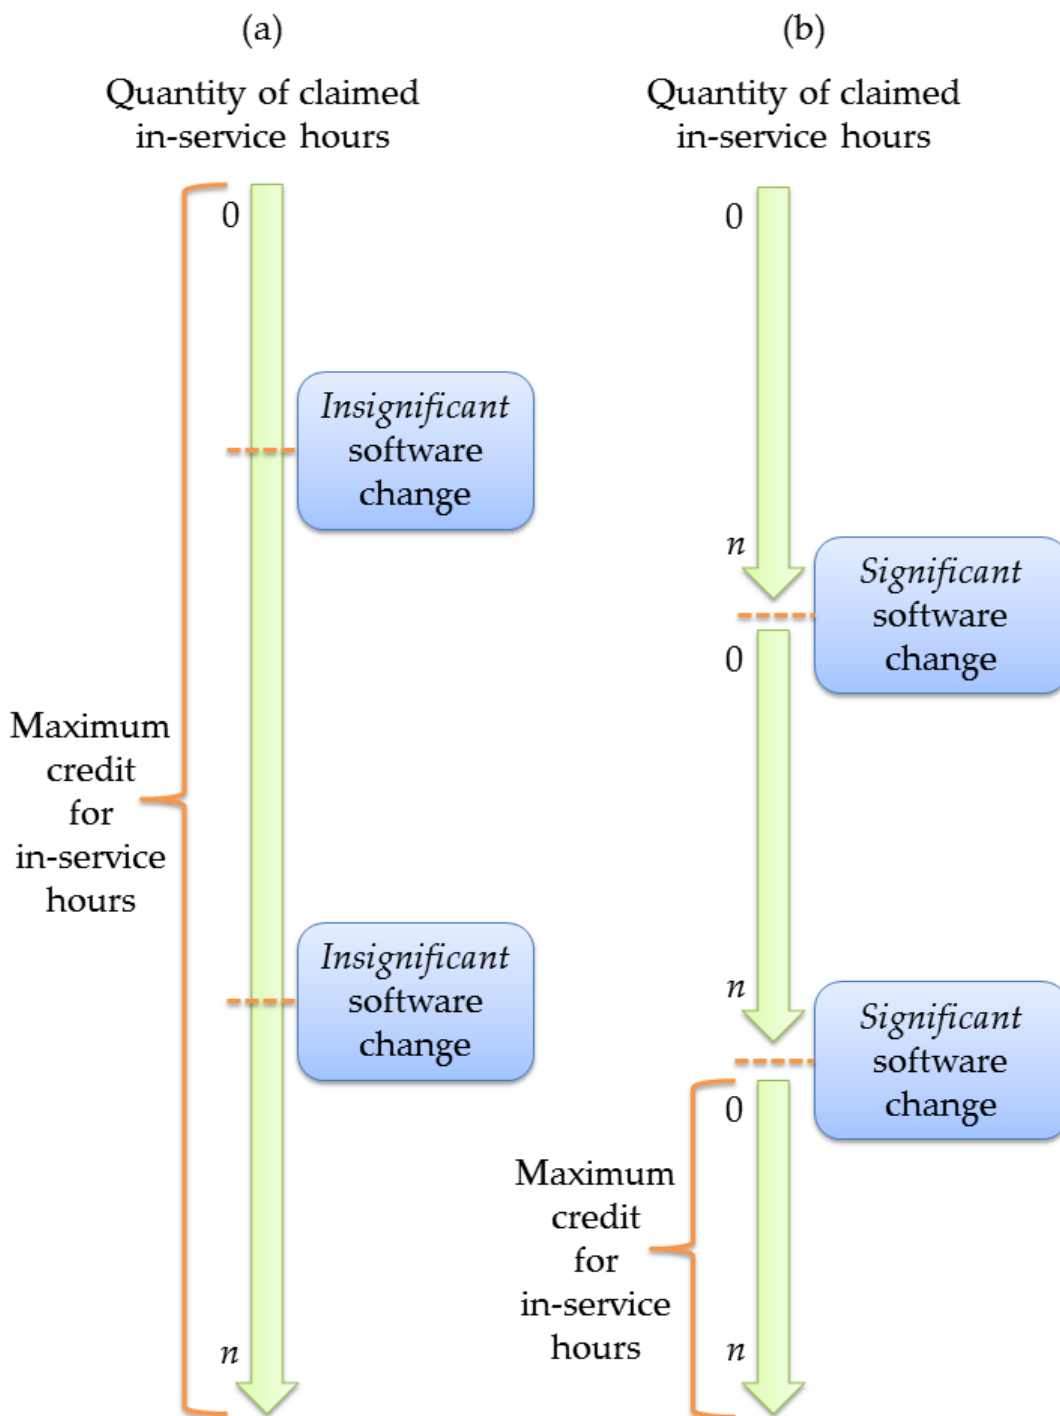 (a)
Quantity of claimed
in-service hours
0
Insignificant
software
change
Maximum
credit
for
in-service
hours
Insignificant
software
change
n
(b)
Quantity of claimed
in-service hours
0
n
Significant
software
change
0
n
Significant
software
change
0
Maximum
credit
for
in-service
hours
n